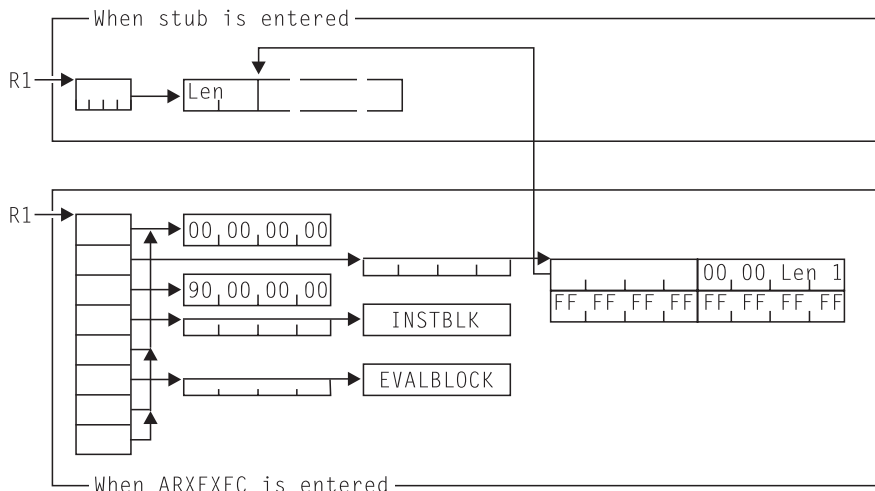 When stub is entered
R1
Len
R1
00 00 00 00
00 00 Len 1
90 00 00 00
FF FF FF FF FF FF FF FF
INSTBLK
EVALBLOCK
When ARXEXEC is entered